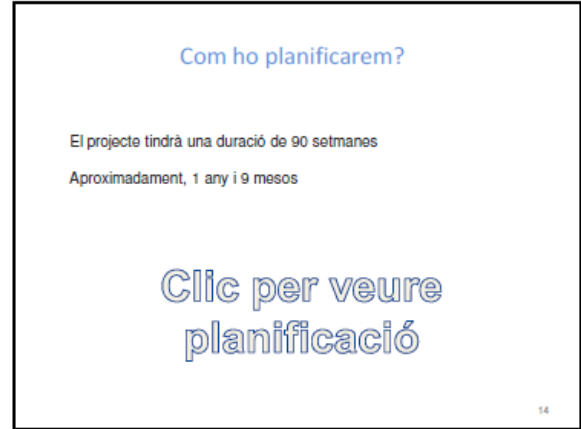 Com ho planificarem?
El projecte tindrà una duració de 90 setmanes
Aproximadament, 1 any i 9 mesos
Clic per veure
planificació
14